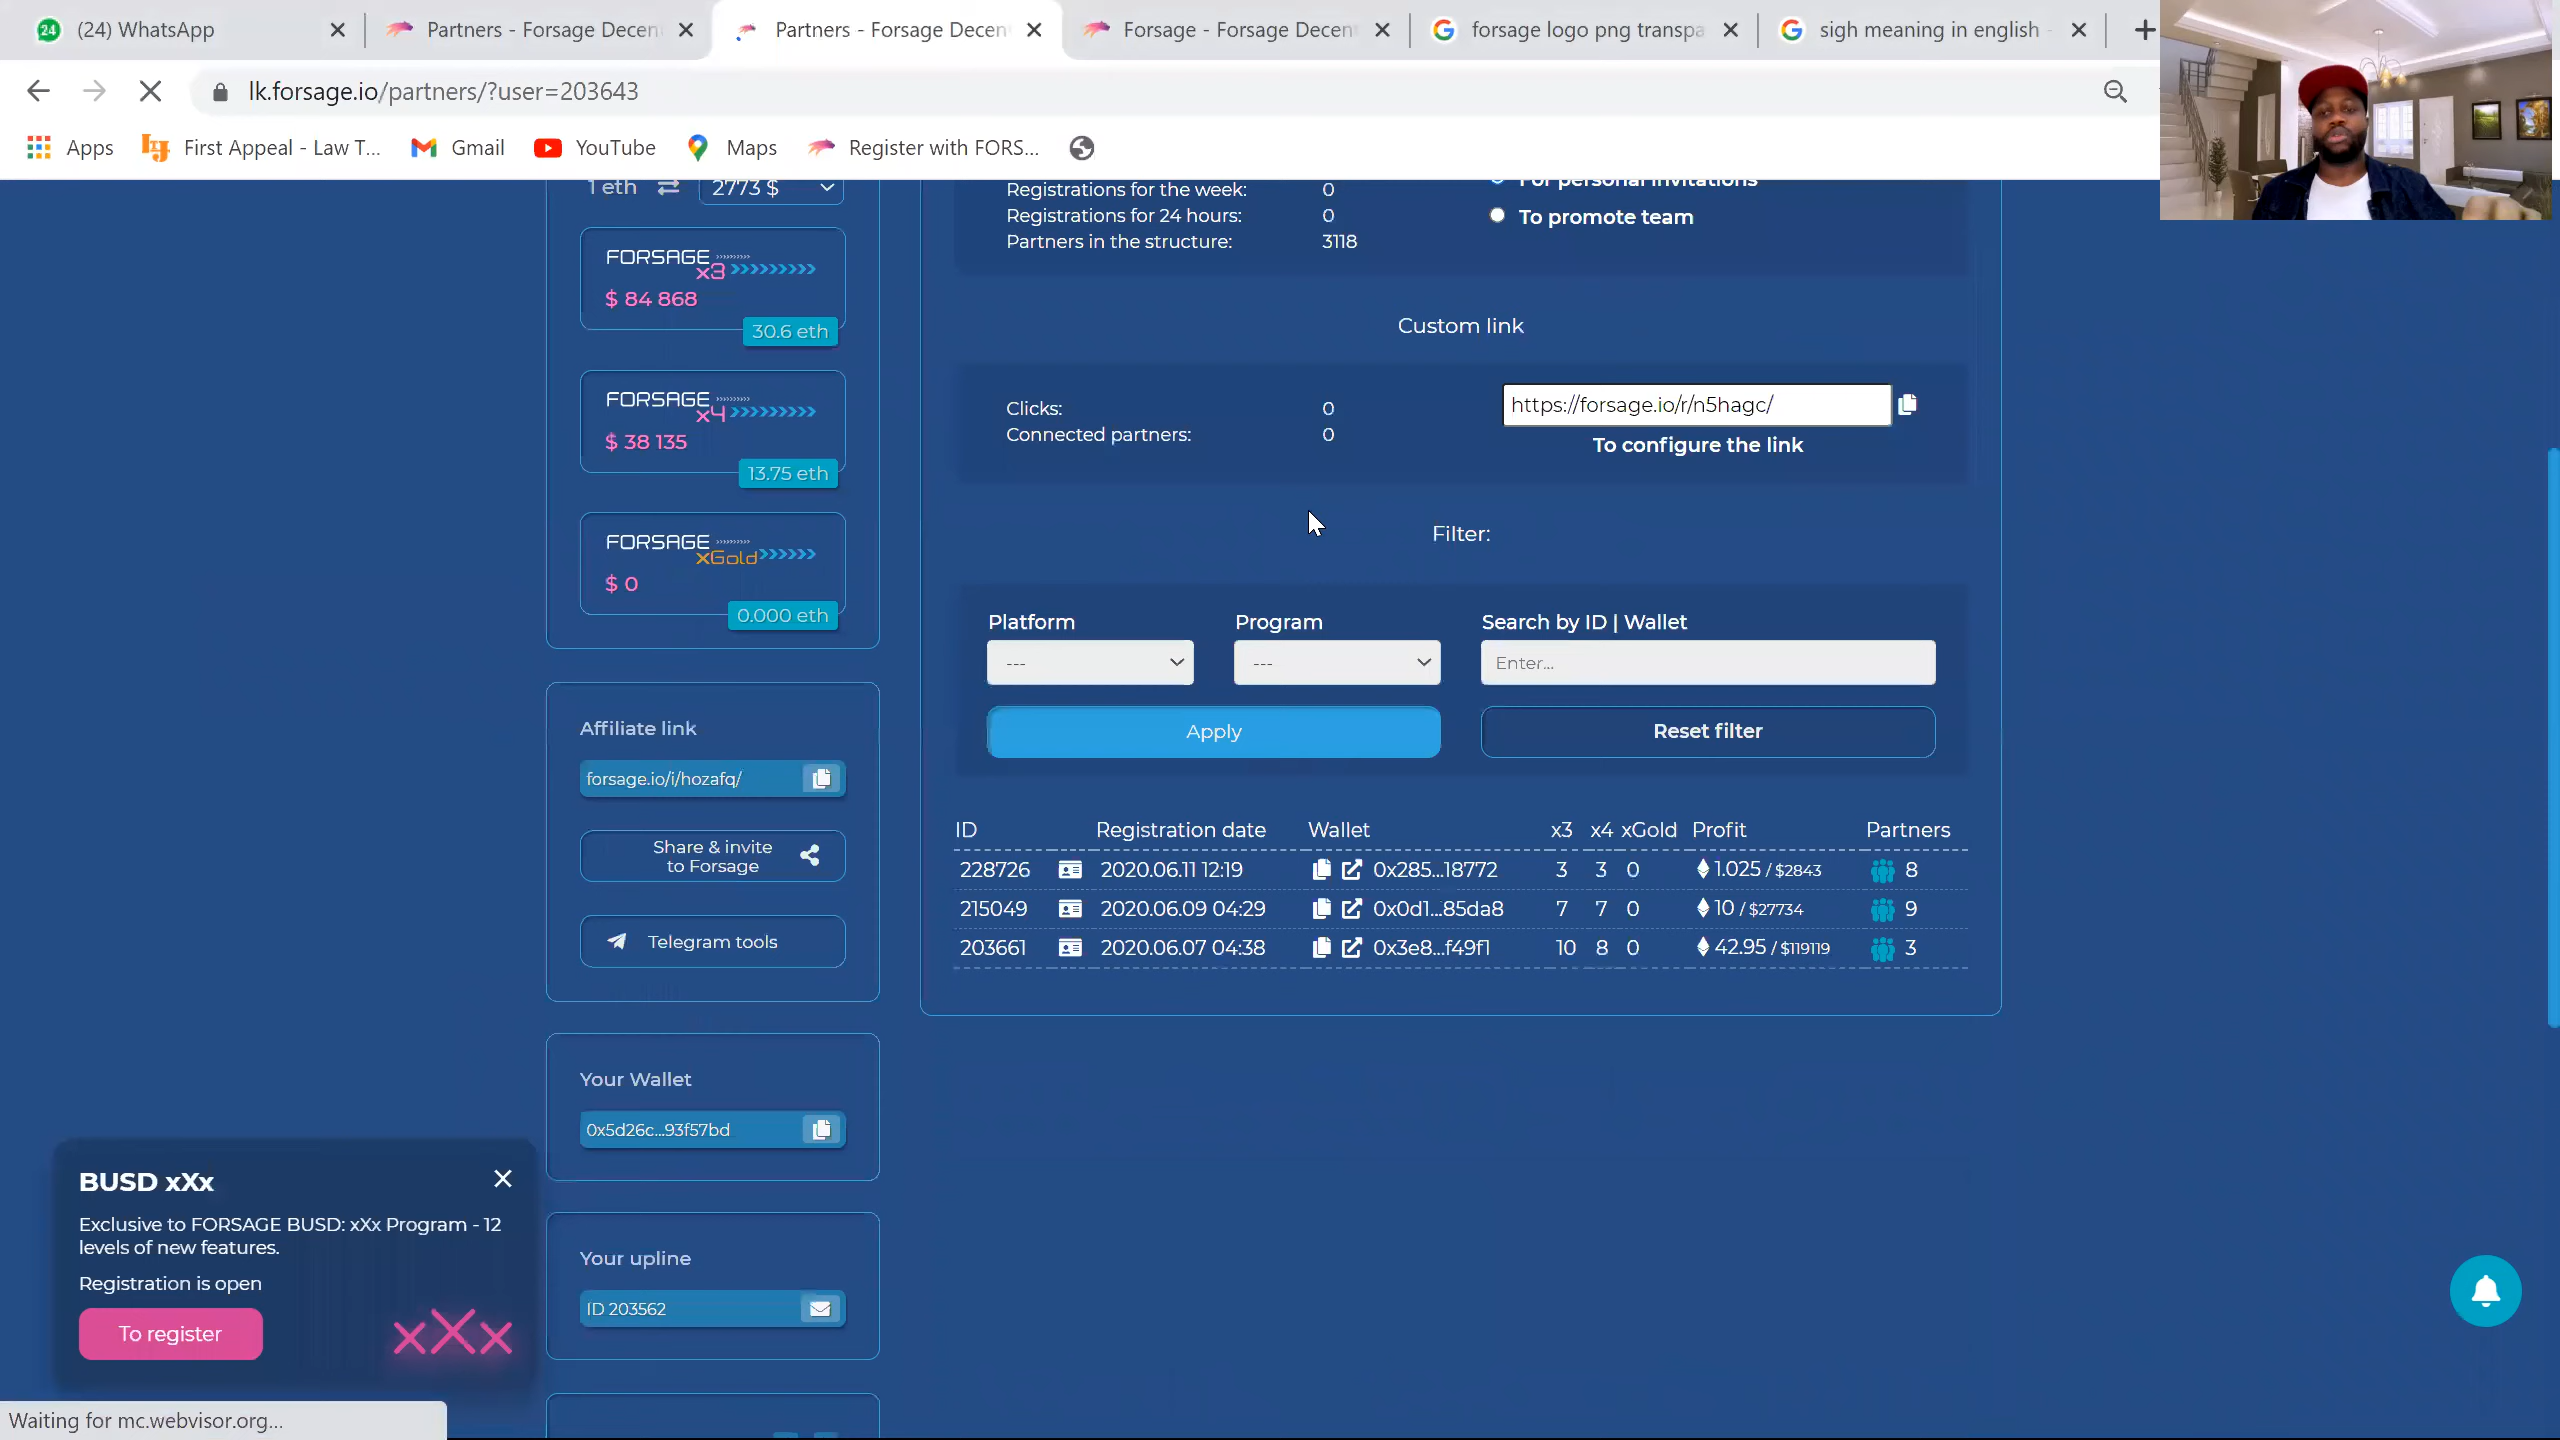 24 (24) WhatsApp
Partners - Forsage Decen
Partners - Forsage Decen
Forsage - Forsage Decent
forsage logo png transpa
sigh meaning in english -
lk.forsage.io/partners/?user=203643
Apps
First Appeal - Law T...
Gmail
YouTube
Maps
Register with FORS...
1 eth 2773 $
FORSAGE x3
$ 84 868
30.6 eth
FORSAGE x4
$ 38 135
13.75 eth
FORSAGE xGold
$ 0
0.000 eth
Affiliate link
forsage.io/i/hozafq/
Share & invite
to Forsage
Telegram tools
Your Wallet
0x5d26c...93f57bd
Your upline
ID 203562
Registrations for the week: 0
Registrations for 24 hours: 0
Partners in the structure: 3118
For personal invitations
To promote team
Custom link
Clicks: 0
Connected partners: 0
https://forsage.io/r/n5hagc/
To configure the link
Filter:
Platform Program Search by ID | Wallet
--- --- Enter...
Apply Reset filter
ID Registration date Wallet x3 x4 xGold Profit Partners
228726 2020.06.11 12:19 0x285...18772 3 3 0 1.025 / $2843 8
215049 2020.06.09 04:29 0x0d1...85da8 7 7 0 10 / $27734 9
203661 2020.06.07 04:38 0x3e8...f49f1 10 8 0 42.95 / $119119 3
BUSD xXx
Exclusive to FORSAGE BUSD: xXx Program - 12
levels of new features.
Registration is open
To register
xXx
Waiting for mc.webvisor.org...